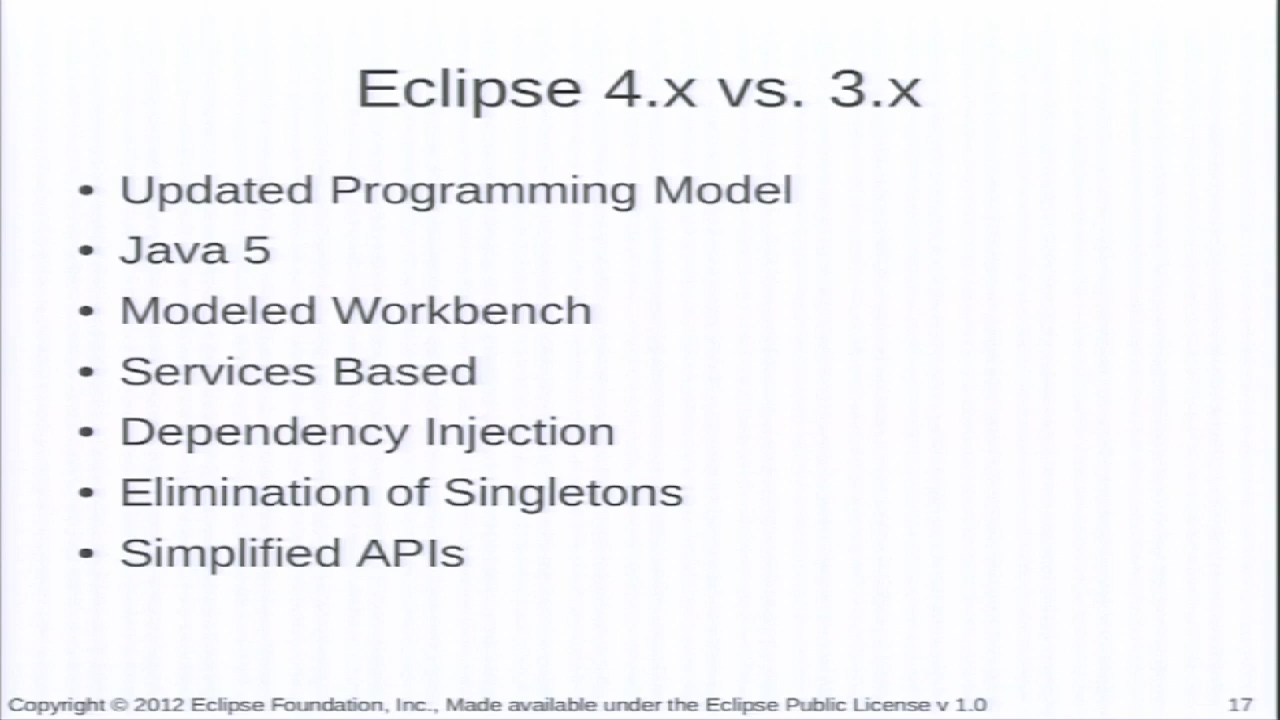 Eclipse 4.x vs. 3.x
• Updated Programming Model
• Java 5
• Modeled Workbench
• Services Based
• Dependency Injection
• Elimination of Singletons
• Simplified APIs
Copyright © 2012 Eclipse Foundation, Inc., Made available under the Eclipse Public License v 1.0 17